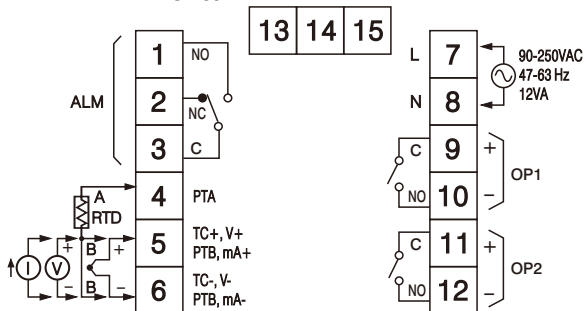 13 14 15
1 NO
ALM 2 NC
3 C
4 PTA
A
RTD
5 TC+, V+
PTB, mA+
6 TC-, V-
PTB, mA-
I V + B + 
− B −
L 7
90-250VAC
47-63 Hz
12VA
N 8
C 9 +
OP1
NO 10 −
C 11 +
OP2
NO 12 −